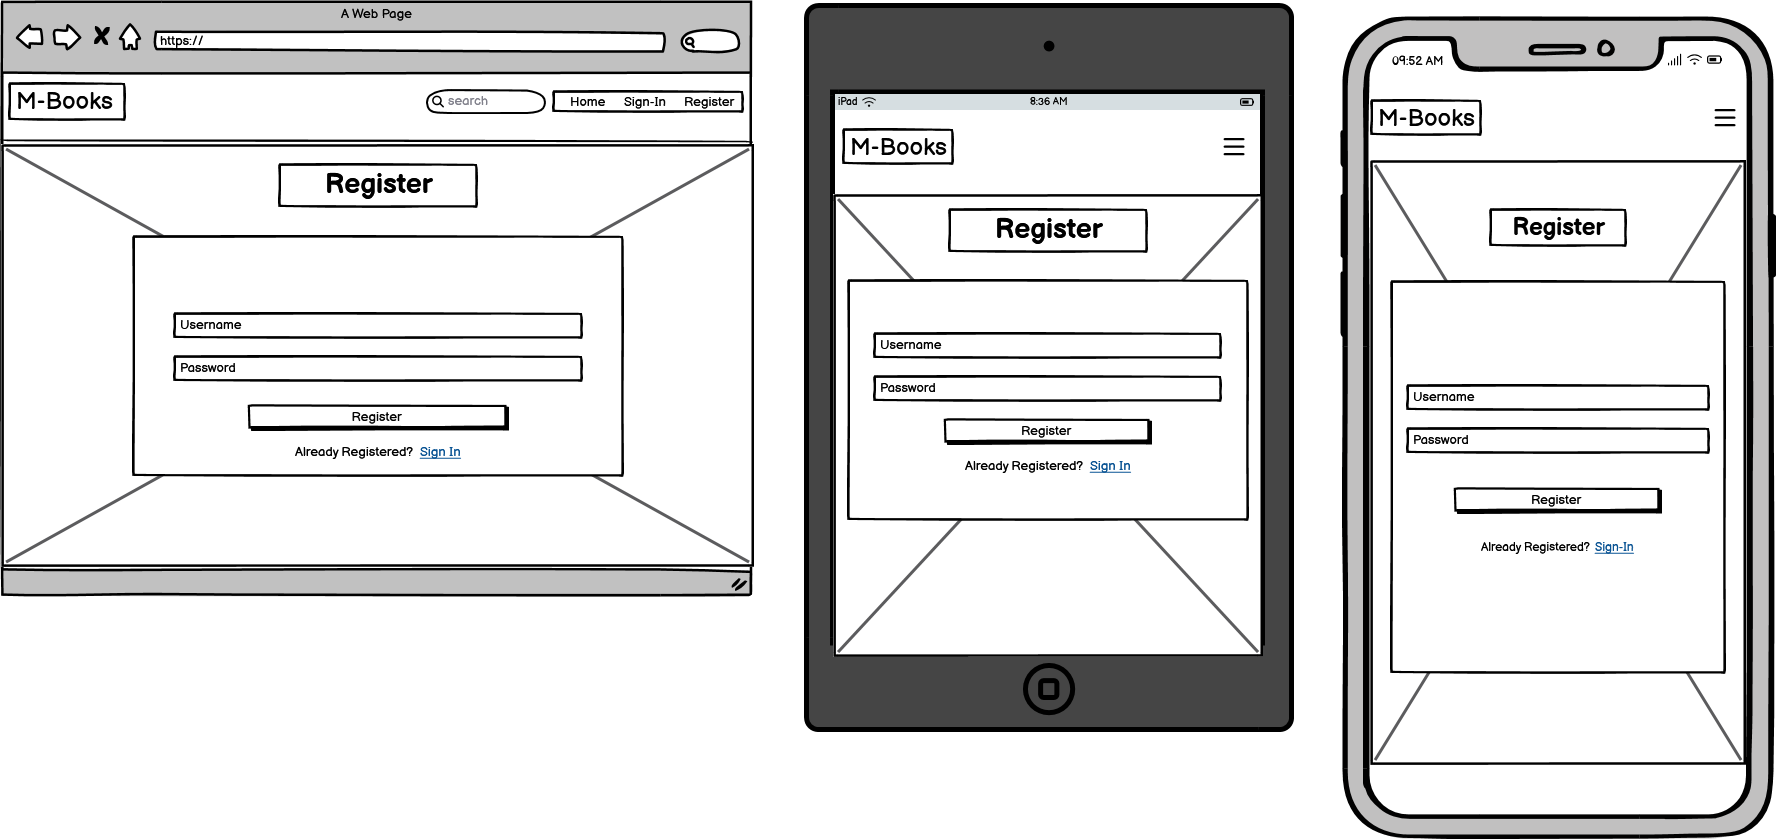 A Web Page
https://
M-Books
search
Home Sign-In Register
Register
Username
Password
Register
Already Registered? Sign In
iPad
8:36 AM
M-Books
Register
Username
Password
Register
Already Registered? Sign In
09:52 AM
M-Books
Register
Username
Password
Register
Already Registered? Sign-In